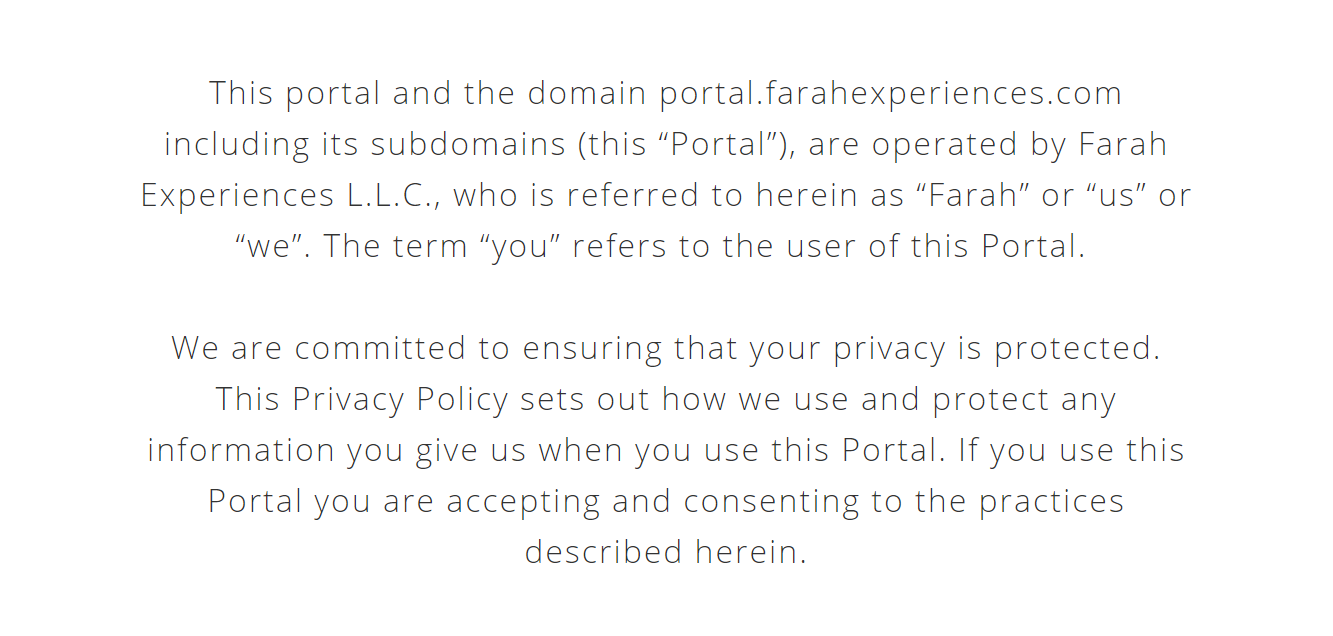 This portal and the domain portal.farahexperiences.com
including its subdomains (this “Portal”), are operated by Farah
Experiences L.L.C., who is referred to herein as “Farah” or “us” or
“we”. The term “you” refers to the user of this Portal.
We are committed to ensuring that your privacy is protected.
This Privacy Policy sets out how we use and protect any
information you give us when you use this Portal. If you use this
Portal you are accepting and consenting to the practices
described herein.